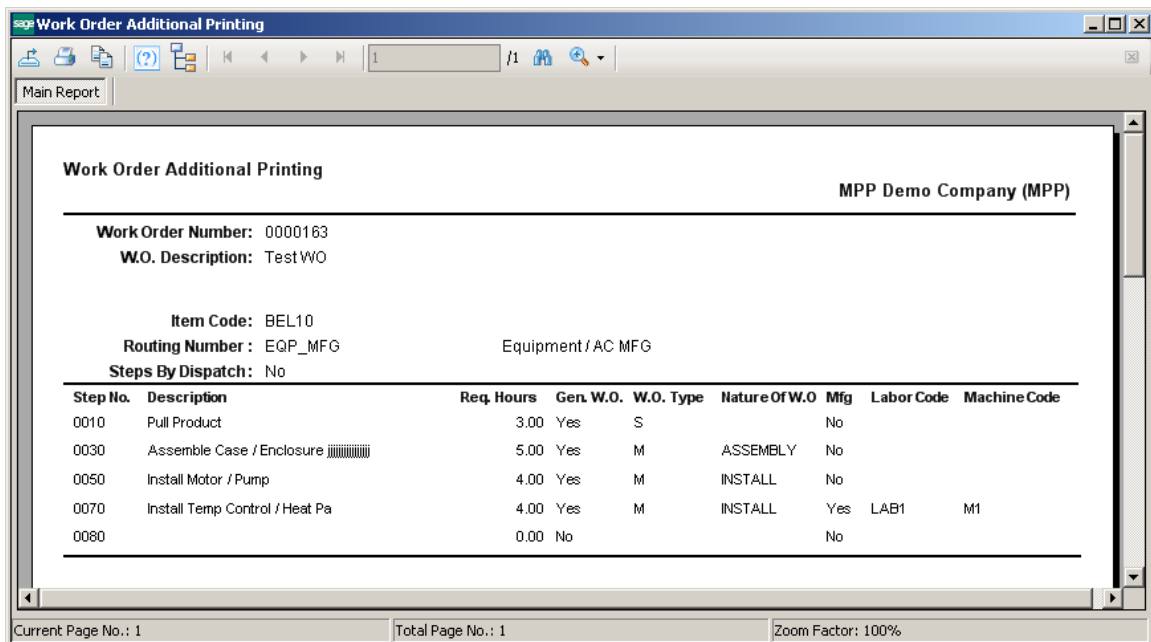 sage Work Order Additional Printing
1 /1
Main Report
Work Order Additional Printing
MPP Demo Company (MPP)
Work Order Number: 0000163
W.O. Description: Test WO
Item Code: BEL10
Routing Number : EQP_MFG Equipment / AC MFG
Steps By Dispatch: No
Step No. Description Req. Hours Gen. W.O. W.O. Type Nature Of W.O Mfg Labor Code Machine Code
0010 Pull Product 3.00 Yes S No
0030 Assemble Case / Enclosure 5.00 Yes M ASSEMBLY No
0050 Install Motor / Pump 4.00 Yes M INSTALL No
0070 Install Temp Control / Heat Pa 4.00 Yes M INSTALL Yes LAB1 M1
0080 0.00 No No
Current Page No.: 1 Total Page No.: 1 Zoom Factor: 100%